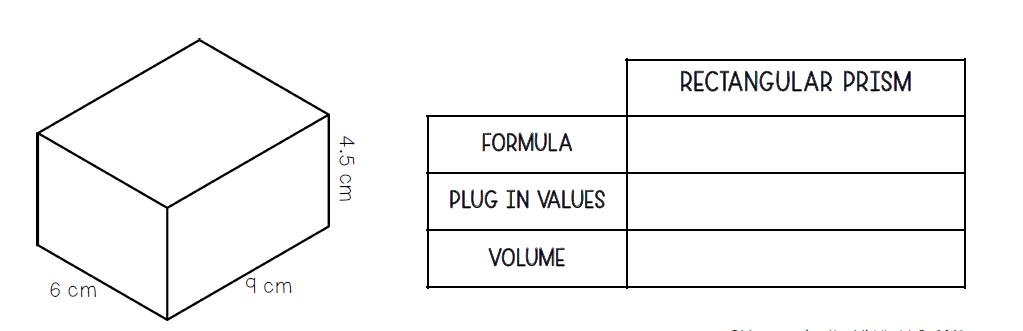 4.5 cm
6 cm
9 cm
RECTANGULAR PRISM
FORMULA
PLUG IN VALUES
VOLUME